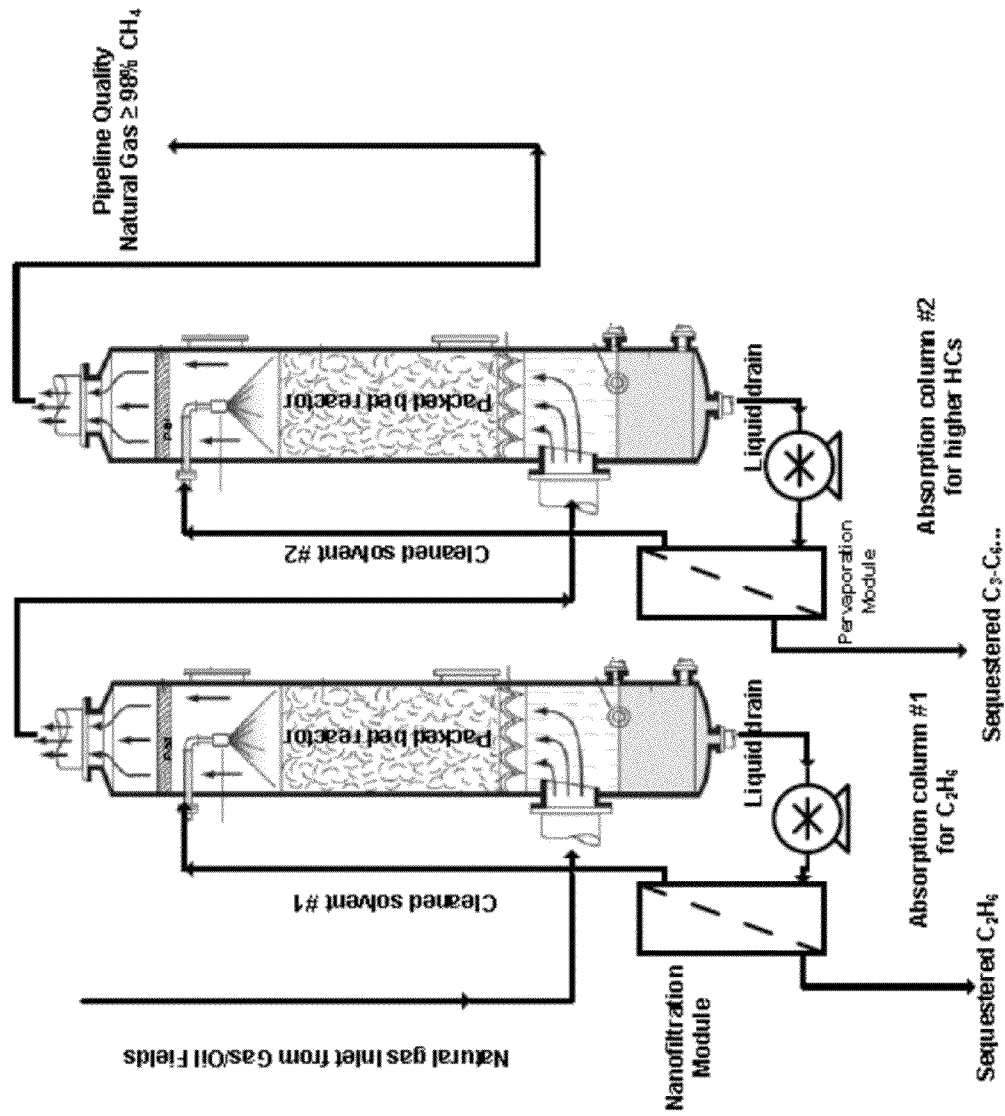 Pipeline Quality
Natural Gas ≥ 98% CH₄
Packed bed reactor
Cleaned solvent #2
Liquid drain
Absorption column #2
for higher HCs
Pervaporation
Module
Sequestered C₃-C₆...
Packed bed reactor
Cleaned solvent #1
Liquid drain
Absorption column #1
for C₂H₆
Natural gas Inlet from Gas/Oil Fields
Nanofiltration
Module
Sequestered C₂H₆